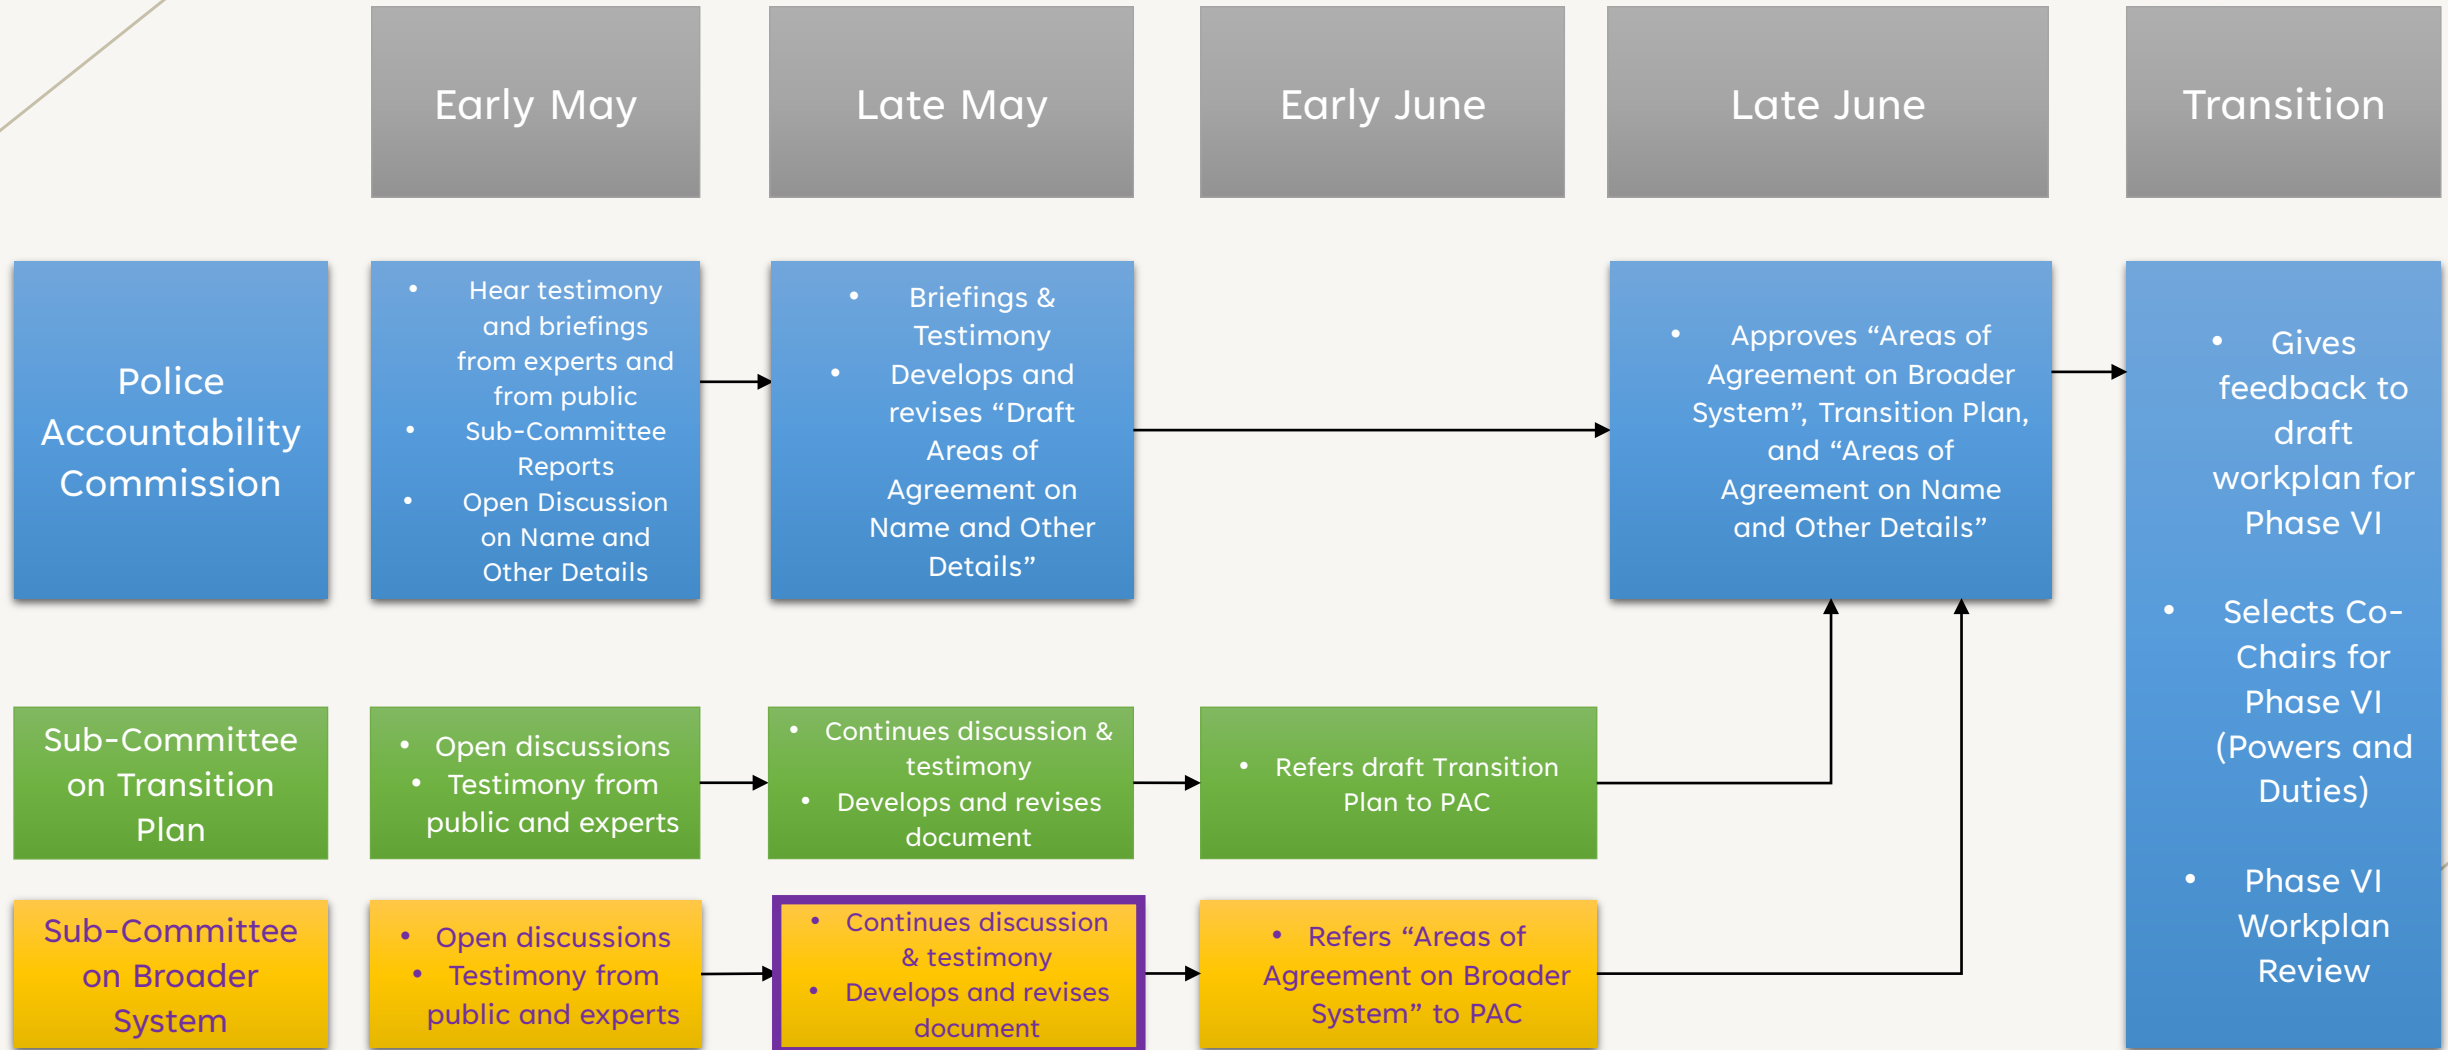 Early May
Late May
Early June
Late June
Transition
Police
Accountability
Commission
• Hear testimony
and briefings
from experts and
from public
• Sub-Committee
Reports
• Open Discussion
on Name and
Other Details
• Briefings &
Testimony
• Develops and
revises “Draft
Areas of
Agreement on
Name and Other
Details”
• Approves “Areas of
Agreement on Broader
System”, Transition Plan,
and “Areas of
Agreement on Name
and Other Details”
• Gives
feedback to
draft
workplan for
Phase VI
• Selects Co-
Chairs for
Phase VI
(Powers and
Duties)
• Phase VI
Workplan
Review
Sub-Committee
on Transition
Plan
• Open discussions
• Testimony from
public and experts
• Continues discussion &
testimony
• Develops and revises
document
• Refers draft Transition
Plan to PAC
Sub-Committee
on Broader
System
• Open discussions
• Testimony from
public and experts
• Continues discussion
& testimony
• Develops and revises
document
• Refers “Areas of
Agreement on Broader
System” to PAC